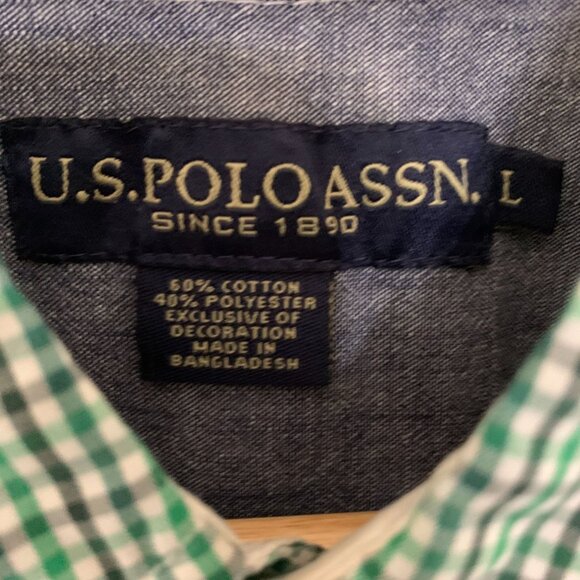 U.S. POLO ASSN. L
SINCE 1890
60% COTTON
40% POLYESTER
EXCLUSIVE OF
DECORATION
MADE IN
BANGLADESH